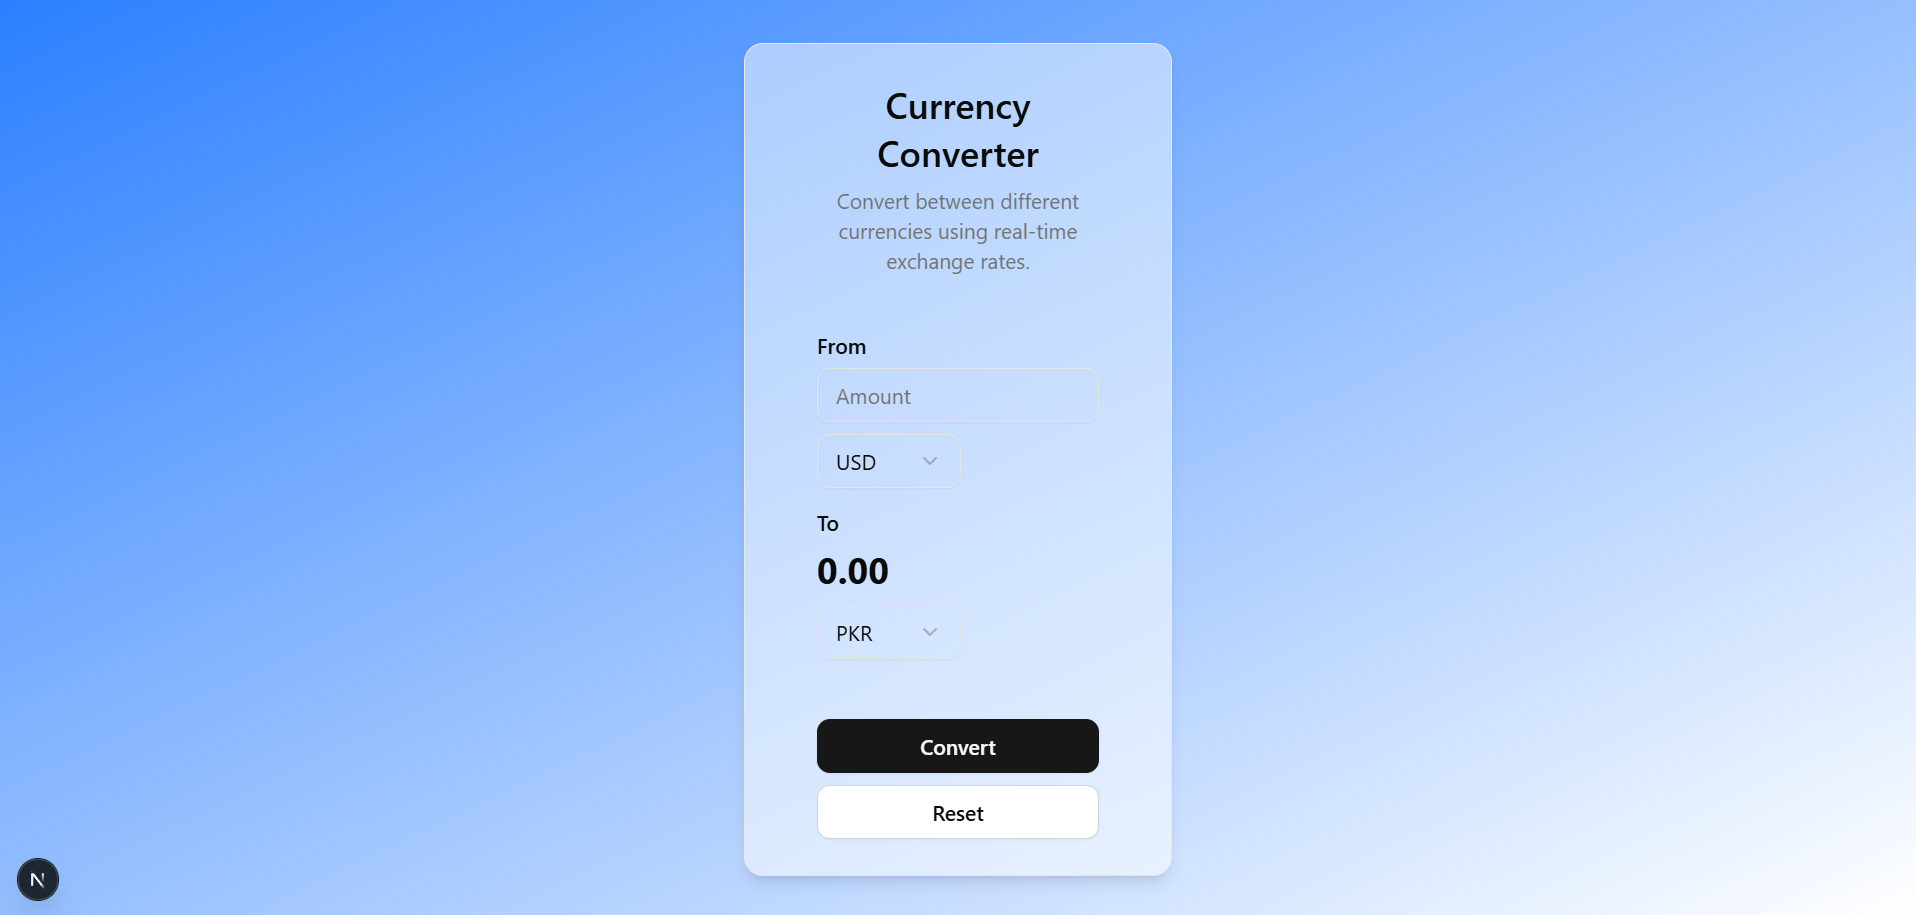 Currency
Converter
Convert between different
currencies using real-time
exchange rates.
From
Amount
USD
To
0.00
PKR
Convert
Reset
N